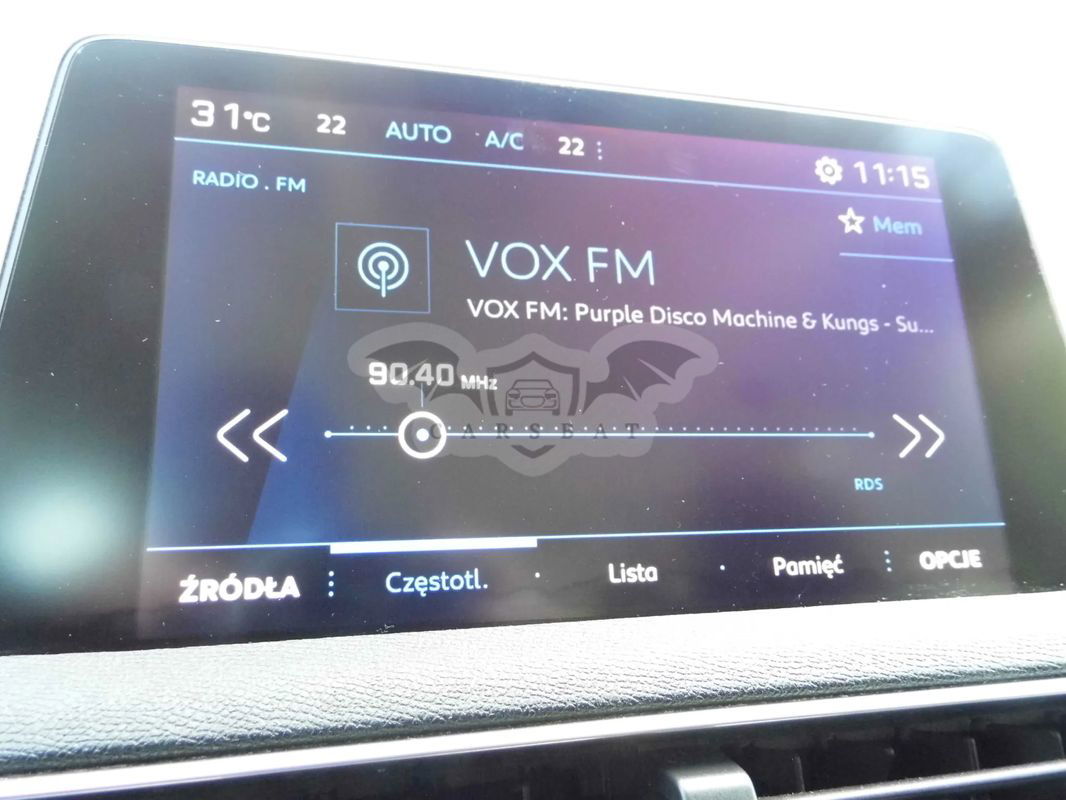 31°C 22 AUTO A/C 22 11:15
RADIO . FM
Mem
VOX FM
VOX FM: Purple Disco Machine & Kungs - Su...
90.40 MHz
CARSEAT
RDS
ŹRÓDŁA Częstotl. Lista Pamięć OPCJE